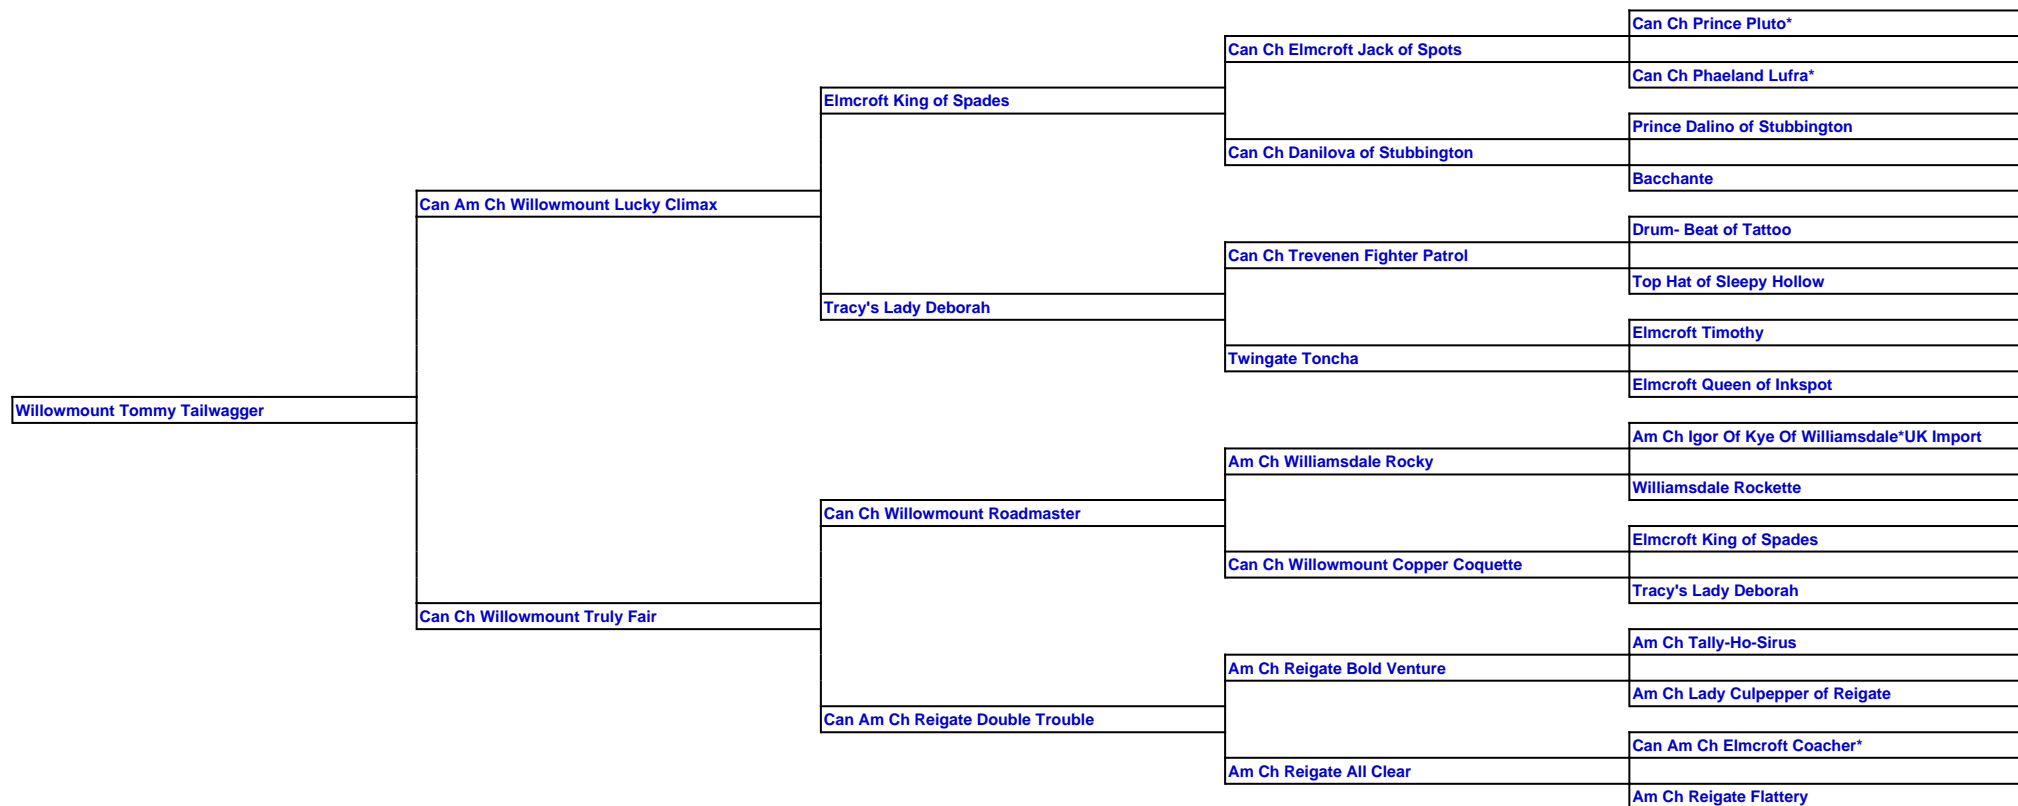 Can Ch Prince Pluto*
Can Ch Elmcroft Jack of Spots
Can Ch Phaeland Lufra*
Elmcroft King of Spades
Prince Dalino of Stubbington
Can Ch Danilova of Stubbington
Bacchante
Can Am Ch Willowmount Lucky Climax
Drum- Beat of Tattoo
Can Ch Trevenen Fighter Patrol
Top Hat of Sleepy Hollow
Tracy's Lady Deborah
Elmcroft Timothy
Twingate Toncha
Elmcroft Queen of Inkspot
Willowmount Tommy Tailwagger
Am Ch Igor Of Kye Of Williamsdale*UK Import
Am Ch Williamsdale Rocky
Williamsdale Rockette
Can Ch Willowmount Roadmaster
Elmcroft King of Spades
Can Ch Willowmount Copper Coquette
Tracy's Lady Deborah
Can Ch Willowmount Truly Fair
Am Ch Tally-Ho-Sirus
Am Ch Reigate Bold Venture
Am Ch Lady Culpepper of Reigate
Can Am Ch Reigate Double Trouble
Can Am Ch Elmcroft Coacher*
Am Ch Reigate All Clear
Am Ch Reigate Flattery